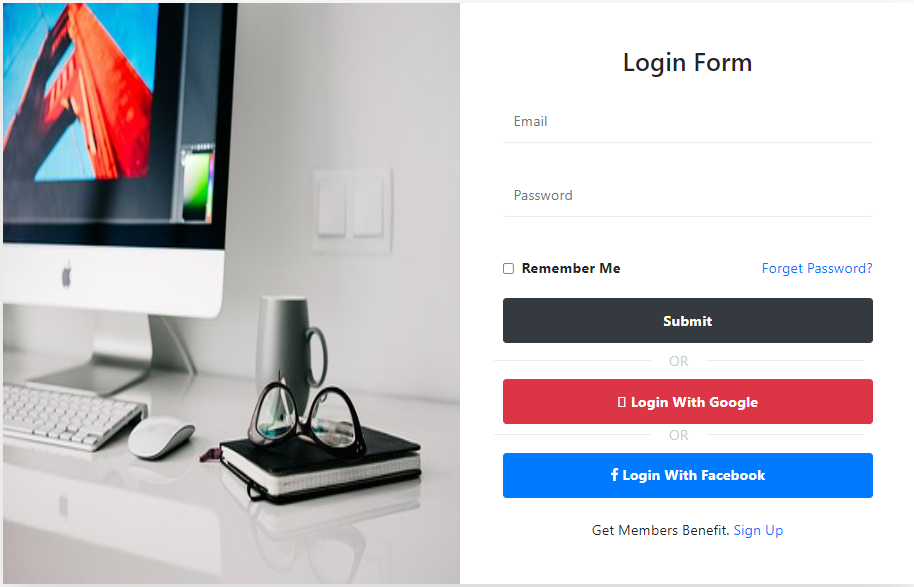 Login Form
Email
Password
Remember Me Forget Password?
Submit
OR
Login With Google
OR
Login With Facebook
Get Members Benefit. Sign Up